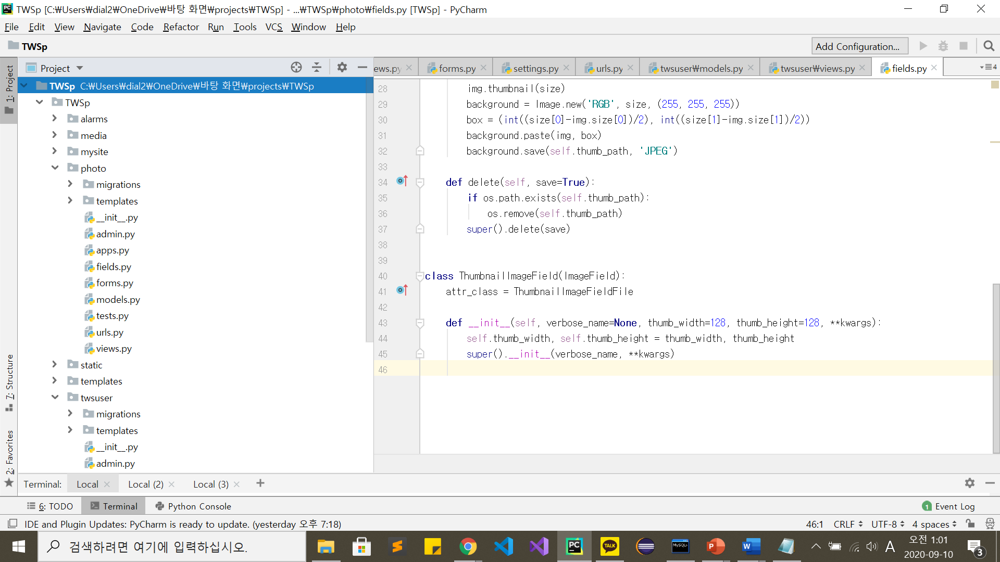 TWSp [C:₩Users₩dial2₩OneDrive₩바탕 화면₩projects₩TWSp] - ...₩TWSp₩photo₩fields.py [TWSp] - PyCharm
File Edit View Navigate Code Refactor Run Tools VCS Window Help
TWSp
Add Configuration...
Project
ews.py
forms.py
settings.py
urls.py
twsuser₩models.py
twsuser₩views.py
fields.py
4
1: Project
7: Structure
2: Favorites
TWSp C:₩Users₩dial2₩OneDrive₩바탕 화면₩projects₩TWSp
TWSp
alarms
media
mysite
photo
migrations
templates
__init__.py
admin.py
apps.py
fields.py
forms.py
models.py
tests.py
urls.py
views.py
static
templates
twsuser
migrations
templates
__init__.py
admin.py
28 img.thumbnail(size)
29 background = Image.new('RGB', size, (255, 255, 255))
30 box = (int((size[0]-img.size[0])/2), int((size[1]-img.size[1])/2))
31 background.paste(img, box)
32 background.save(self.thumb_path, 'JPEG')
33
34 def delete(self, save=True):
35 if os.path.exists(self.thumb_path):
36 os.remove(self.thumb_path)
37 super().delete(save)
38
39
40 class ThumbnailImageField(ImageField):
41 attr_class = ThumbnailImageFieldFile
42
43 def __init__(self, verbose_name=None, thumb_width=128, thumb_height=128, **kwargs):
44 self.thumb_width, self.thumb_height = thumb_width, thumb_height
45 super().__init__(verbose_name, **kwargs)
46
Terminal: Local Local (2) Local (3)
6: TODO Terminal Python Console
1 Event Log
IDE and Plugin Updates: PyCharm is ready to update. (yesterday 오후 7:18)
46:1 CRLF UTF-8 4 spaces
검색하려면 여기에 입력하십시오.
PC
TALK
MySQL
P
W
A
오전 1:01
2020-09-10
3